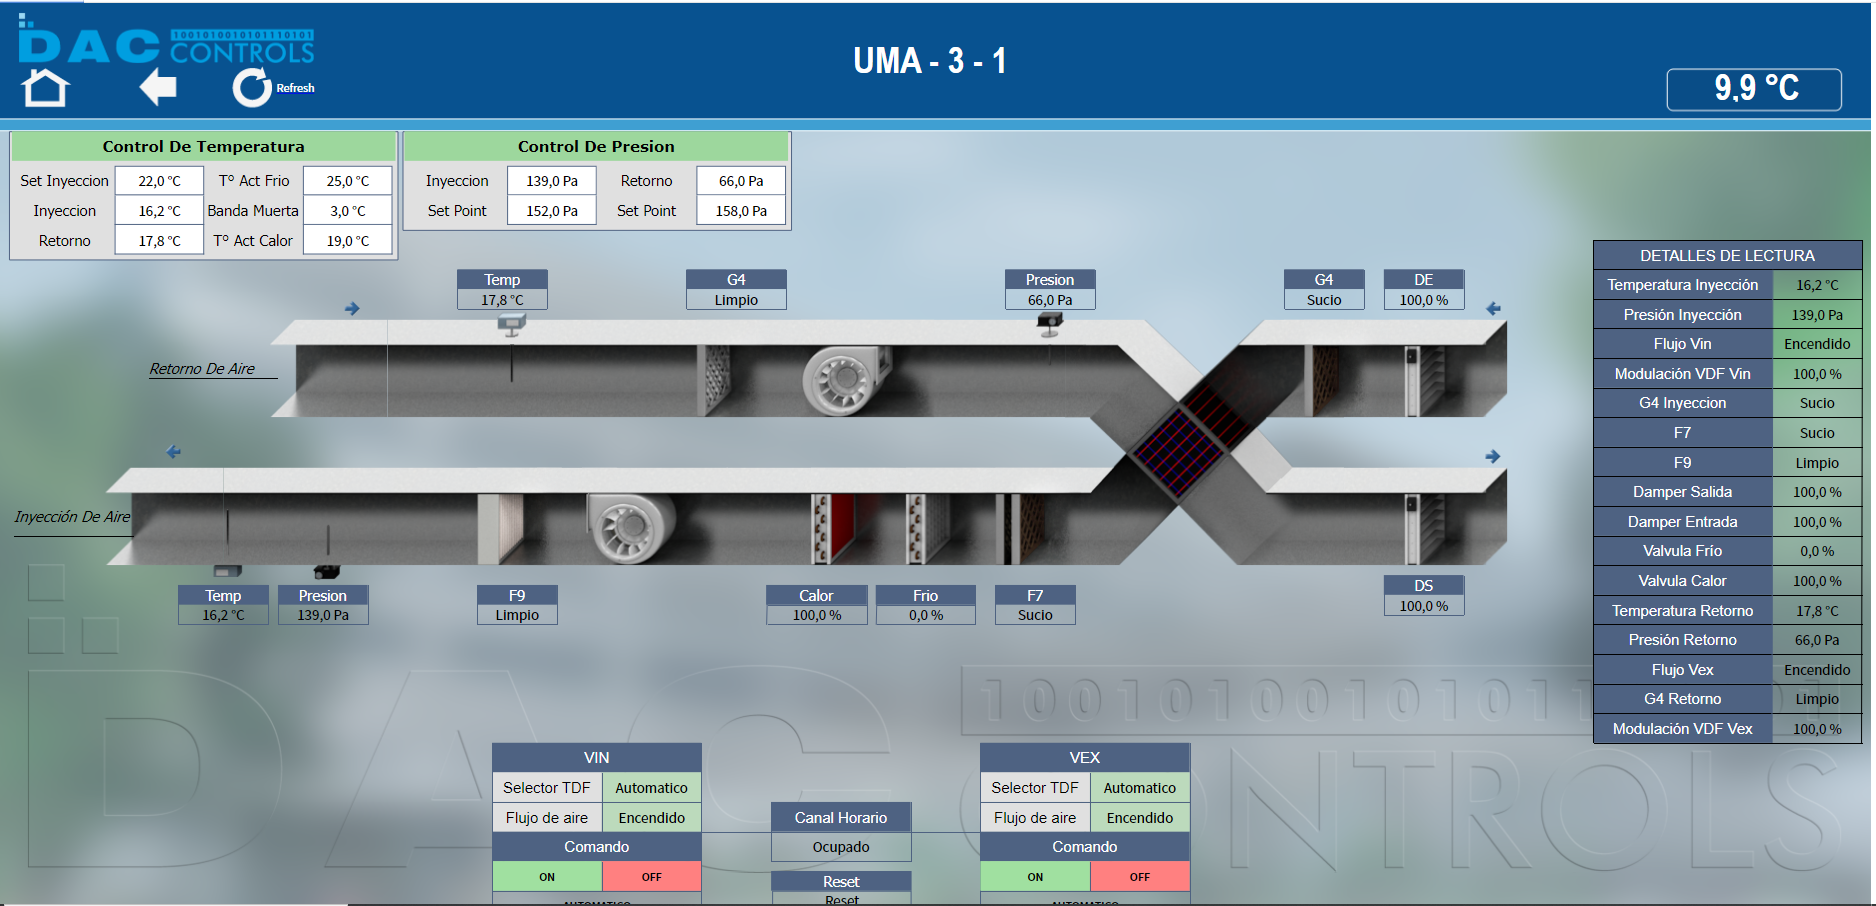 DAC CONTROLS
1001010010101110101
UMA - 3 - 1
Refresh
9,9 °C
Control De Temperatura
Set Inyeccion 22,0 °C T° Act Frio 25,0 °C
Inyeccion 16,2 °C Banda Muerta 3,0 °C
Retorno 17,8 °C T° Act Calor 19,0 °C
Control De Presion
Inyeccion 139,0 Pa Retorno 66,0 Pa
Set Point 152,0 Pa Set Point 158,0 Pa
Temp
17,8 °C
G4
Limpio
Presion
66,0 Pa
G4
Sucio
DE
100,0 %
Retorno De Aire
Inyección De Aire
Temp
16,2 °C
Presion
139,0 Pa
F9
Limpio
Calor
100,0 %
Frio
0,0 %
F7
Sucio
DS
100,0 %
DETALLES DE LECTURA
Temperatura Inyección 16,2 °C
Presión Inyección 139,0 Pa
Flujo Vin Encendido
Modulación VDF Vin 100,0 %
G4 Inyeccion Sucio
F7 Sucio
F9 Limpio
Damper Salida 100,0 %
Damper Entrada 100,0 %
Valvula Frío 0,0 %
Valvula Calor 100,0 %
Temperatura Retorno 17,8 °C
Presión Retorno 66,0 Pa
Flujo Vex Encendido
G4 Retorno Limpio
Modulación VDF Vex 100,0 %
VIN
Selector TDF Automatico
Flujo de aire Encendido
Comando
ON OFF
AUTOMATICO
Canal Horario
Ocupado
Reset
Reset
VEX
Selector TDF Automatico
Flujo de aire Encendido
Comando
ON OFF
AUTOMATICO